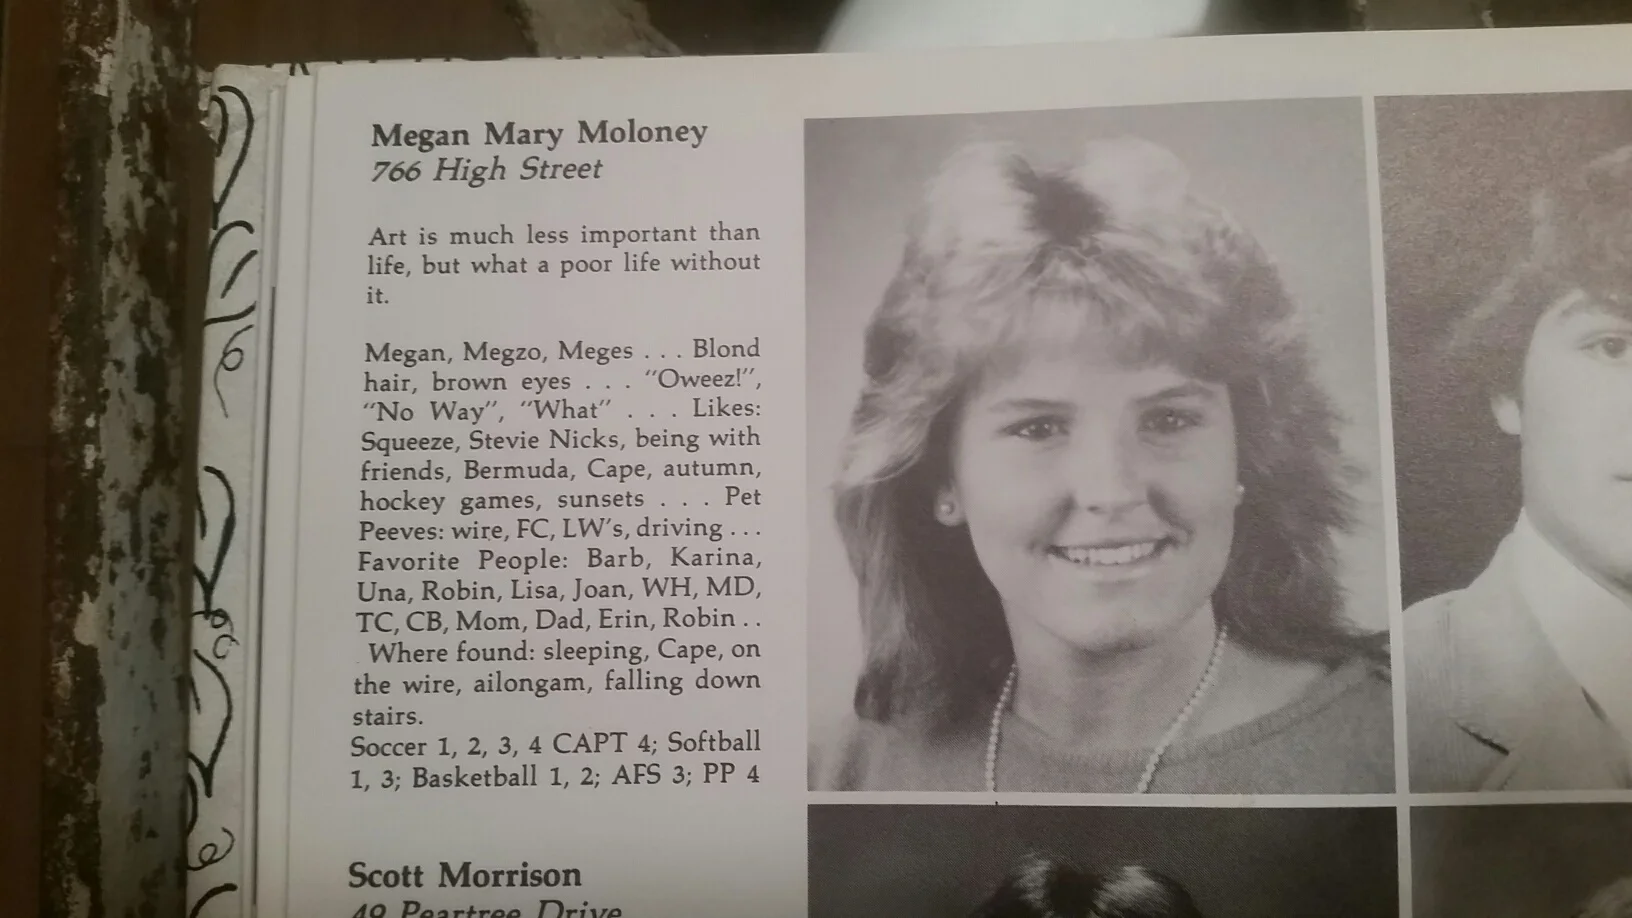 Megan Mary Moloney
766 High Street
Art is much less important than
life, but what a poor life without
it.
Megan, Megzo, Meges . . . Blond
hair, brown eyes . . . "Oweez!",
"No Way", "What" . . . Likes:
Squeeze, Stevie Nicks, being with
friends, Bermuda, Cape, autumn,
hockey games, sunsets . . . Pet
Peeves: wire, FC, LW's, driving . . .
Favorite People: Barb, Karina,
Una, Robin, Lisa, Joan, WH, MD,
TC, CB, Mom, Dad, Erin, Robin . .
. Where found: sleeping, Cape, on
the wire, ailongam, falling down
stairs.
Soccer 1, 2, 3, 4 CAPT 4; Softball
1, 3; Basketball 1, 2; AFS 3; PP 4
Scott Morrison
49 Peartree Drive